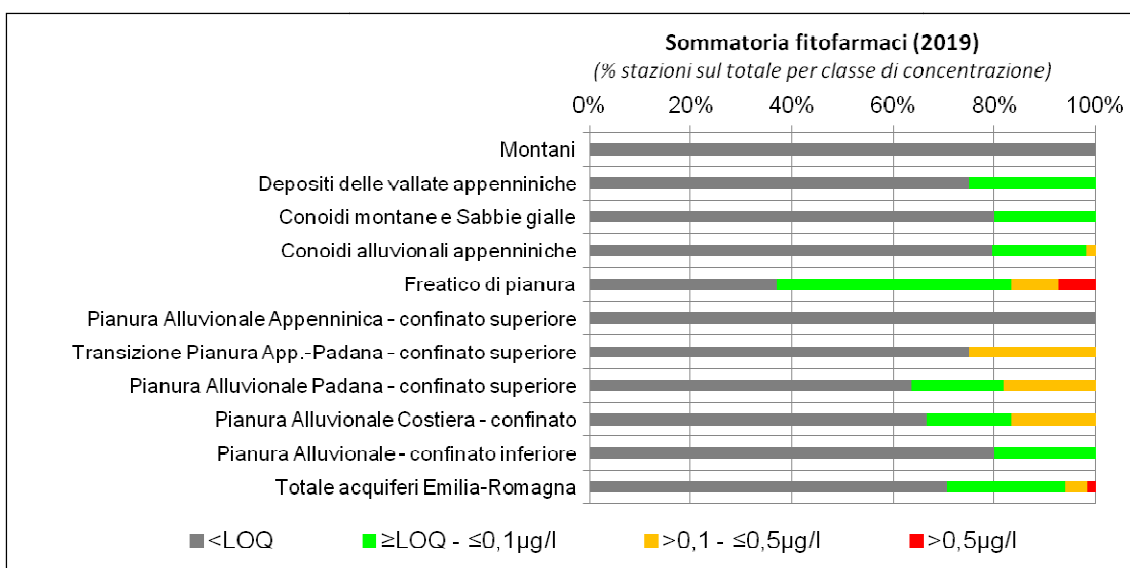 Sommatoria fitofarmaci (2019)
(% stazioni sul totale per classe di concentrazione)
0% 20% 40% 60% 80% 100%
Montani
Depositi delle vallate appenniniche
Conoidi montane e Sabbie gialle
Conoidi alluvionali appenniniche
Freatico di pianura
Pianura Alluvionale Appenninica - confinato superiore
Transizione Pianura App.-Padana - confinato superiore
Pianura Alluvionale Padana - confinato superiore
Pianura Alluvionale Costiera - confinato
Pianura Alluvionale - confinato inferiore
Totale acquiferi Emilia-Romagna
<LOQ ≥LOQ - ≤0,1µg/l >0,1 - ≤0,5µg/l >0,5µg/l